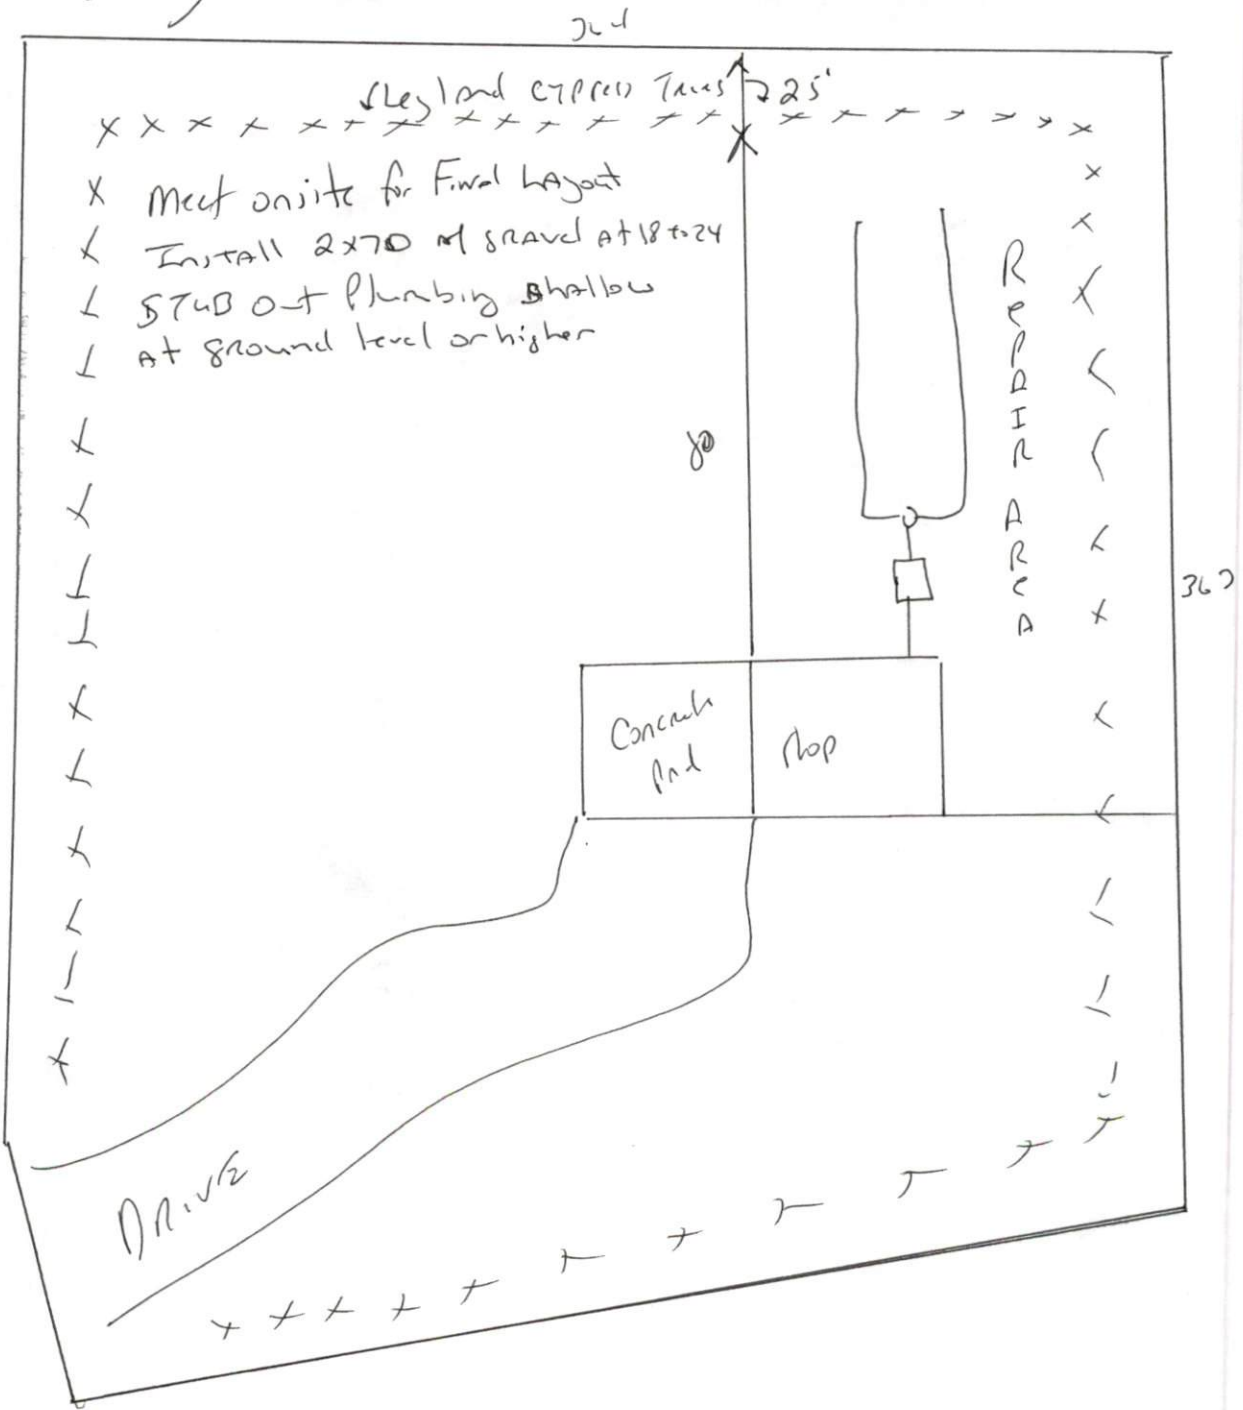 Leyland Cypress Trees 25'
Meet onsite for Final Layout
Install 2x70 of gravel At 18 to 24
STUB Out Plumbing Shallow
At ground level or higher
REPAIR AREA
80
Concrete
Pad
Shop
DRIVE